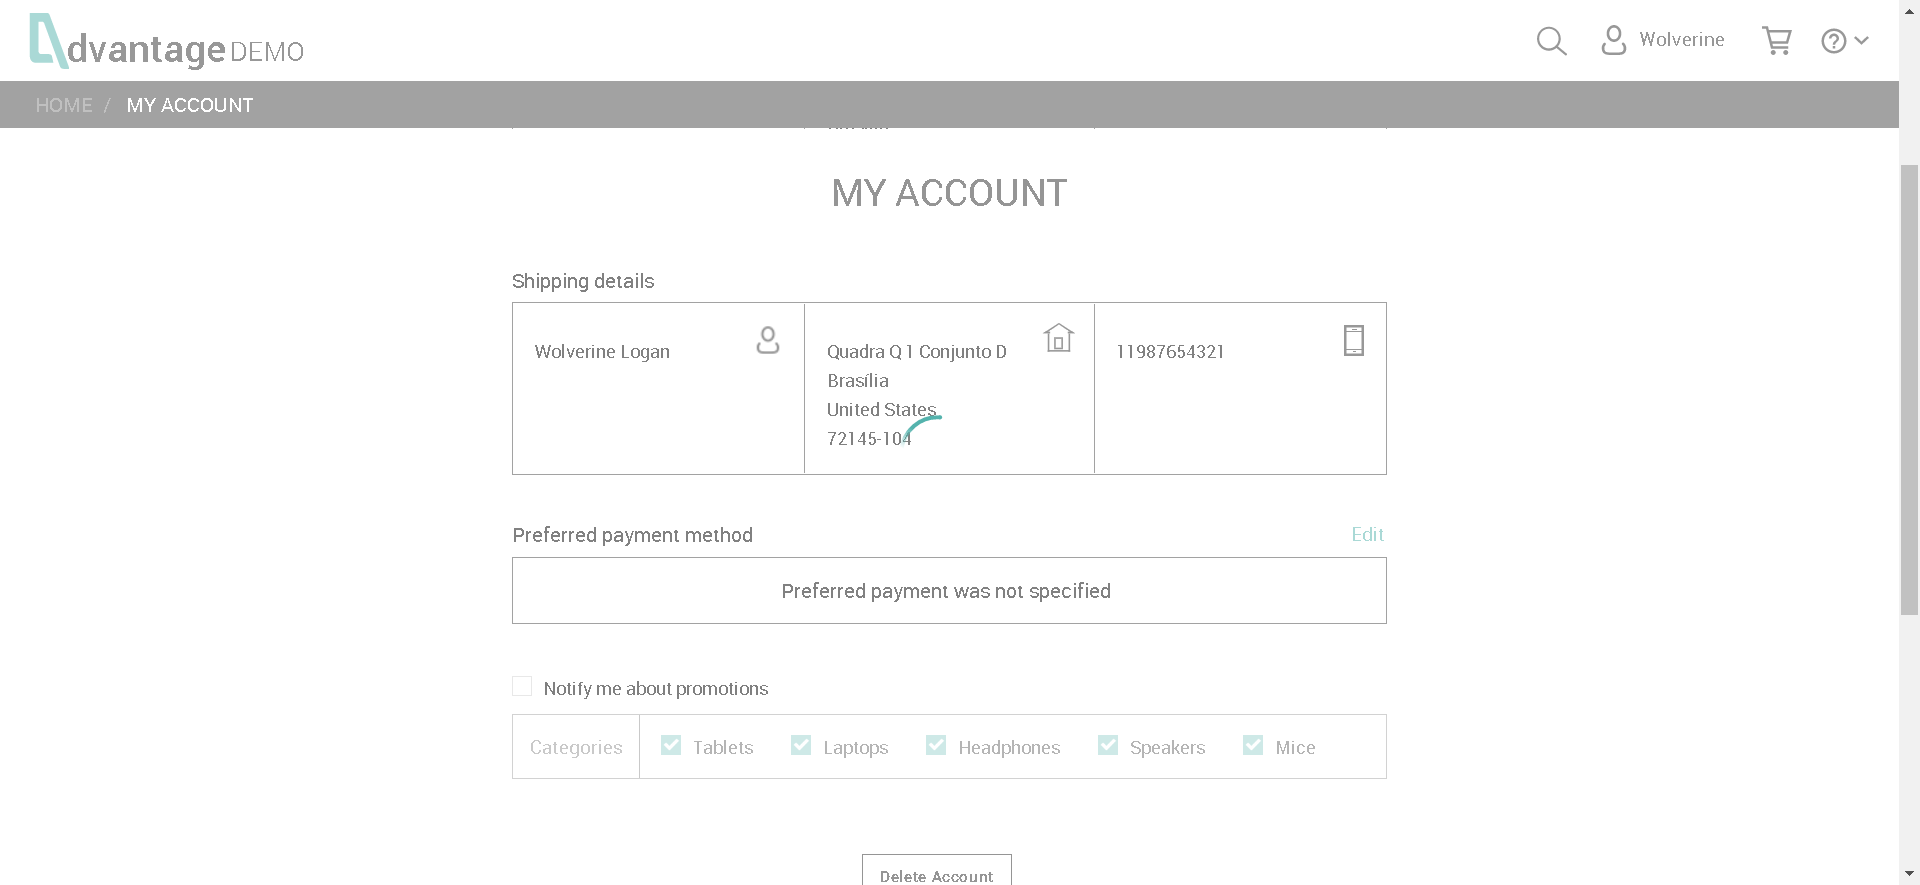 dvantage DEMO
Wolverine
HOME / MY ACCOUNT
MY ACCOUNT
Shipping details
Wolverine Logan
Quadra Q 1 Conjunto D
Brasília
United States
72145-104
11987654321
Preferred payment method
Edit
Preferred payment was not specified
Notify me about promotions
Categories
Tablets
Laptops
Headphones
Speakers
Mice
Delete Account